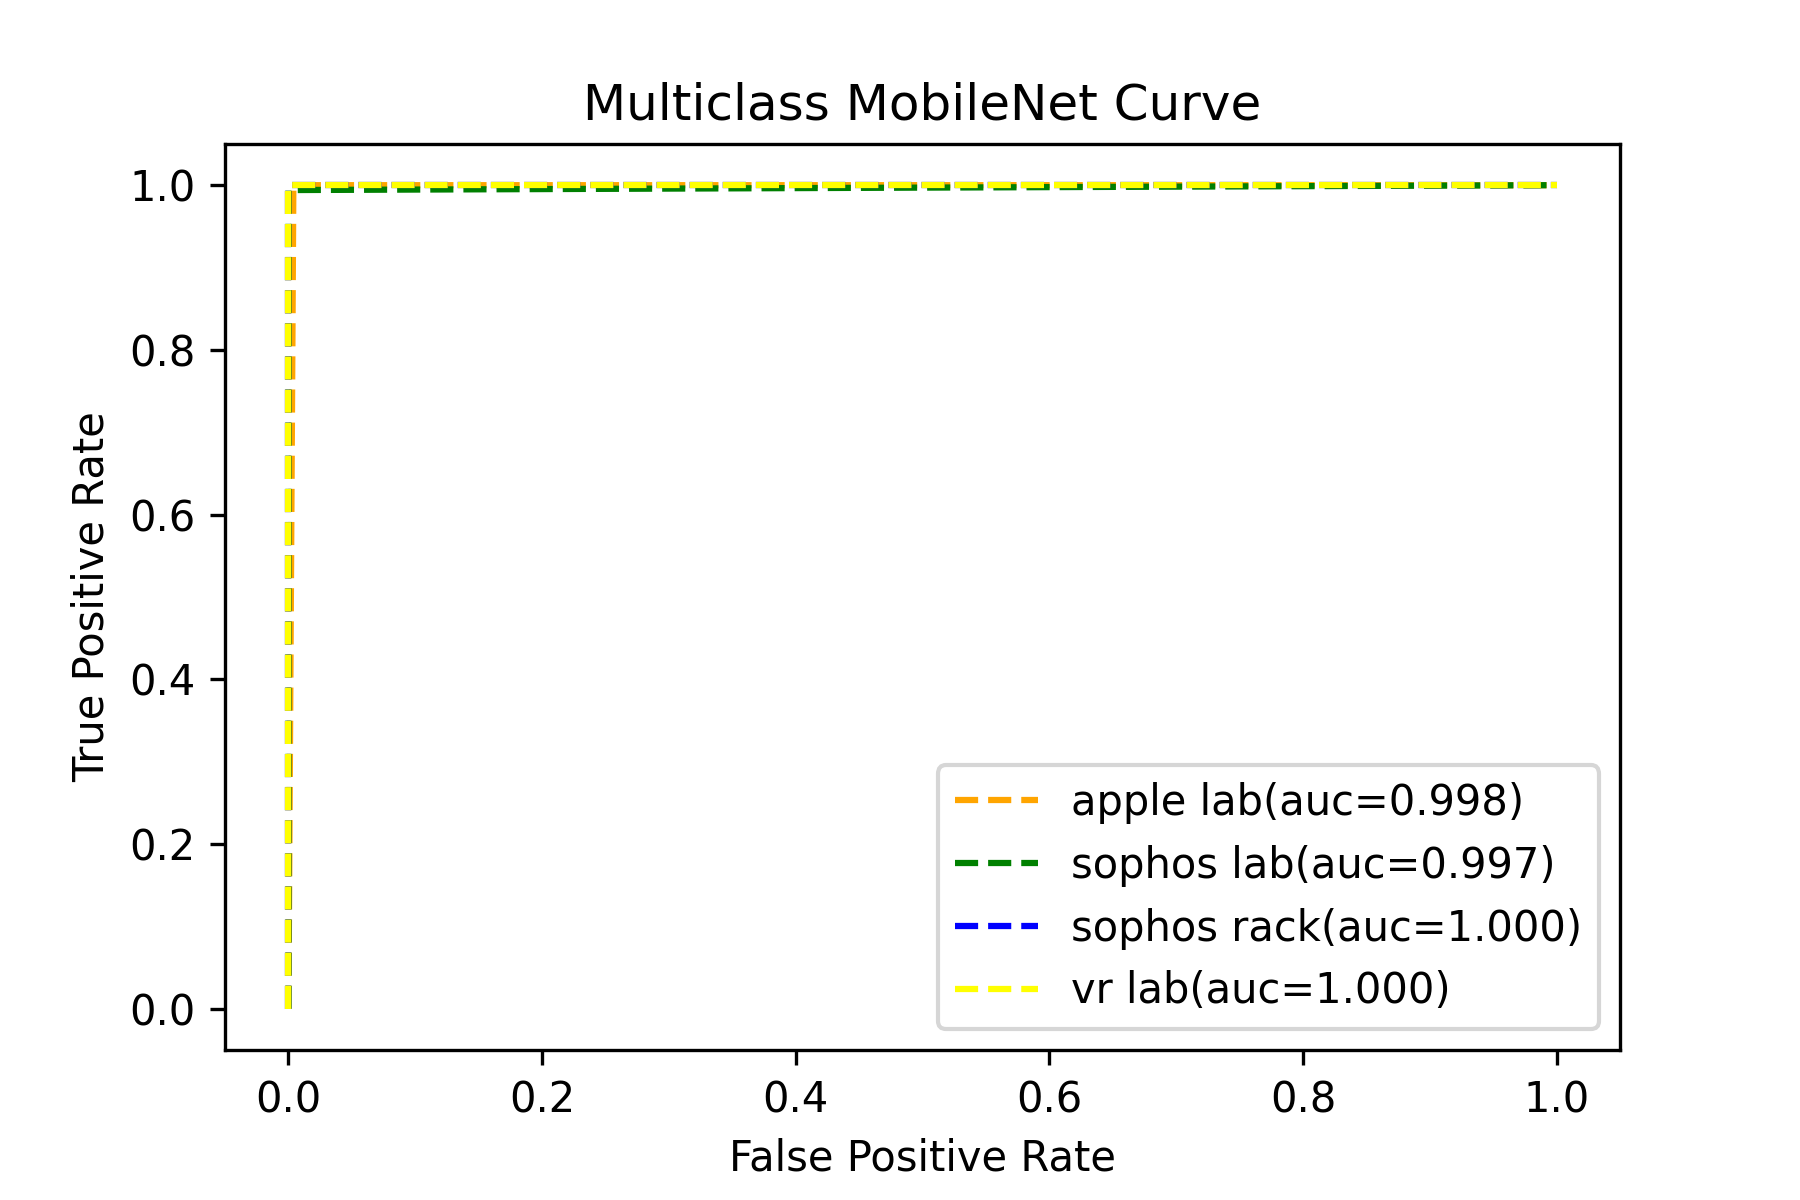 Multiclass MobileNet Curve
1.0
0.8
0.6
0.4
0.2
0.0
True Positive Rate
apple lab(auc=0.998)
sophos lab(auc=0.997)
sophos rack(auc=1.000)
vr lab(auc=1.000)
0.0 0.2 0.4 0.6 0.8 1.0
False Positive Rate